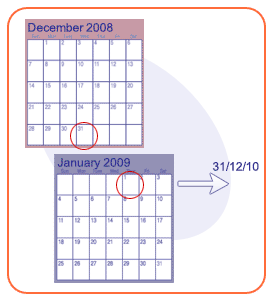 December 2008
Sun Mon Tue Wed Thu Fri Sat
1 2 3 4 5 6
7 8 9 10 11 12 13
14 15 16 17 18 19 20
21 22 23 24 25 26 27
28 29 30 31
January 2009
Sun Mon Tue Wed Fri Sat
1 2 3
4 5 6 7 8 9 10
11 12 13 14 15 16 17
18 19 20 21 22 23 24
25 26 27 28 29 30 31
31/12/10